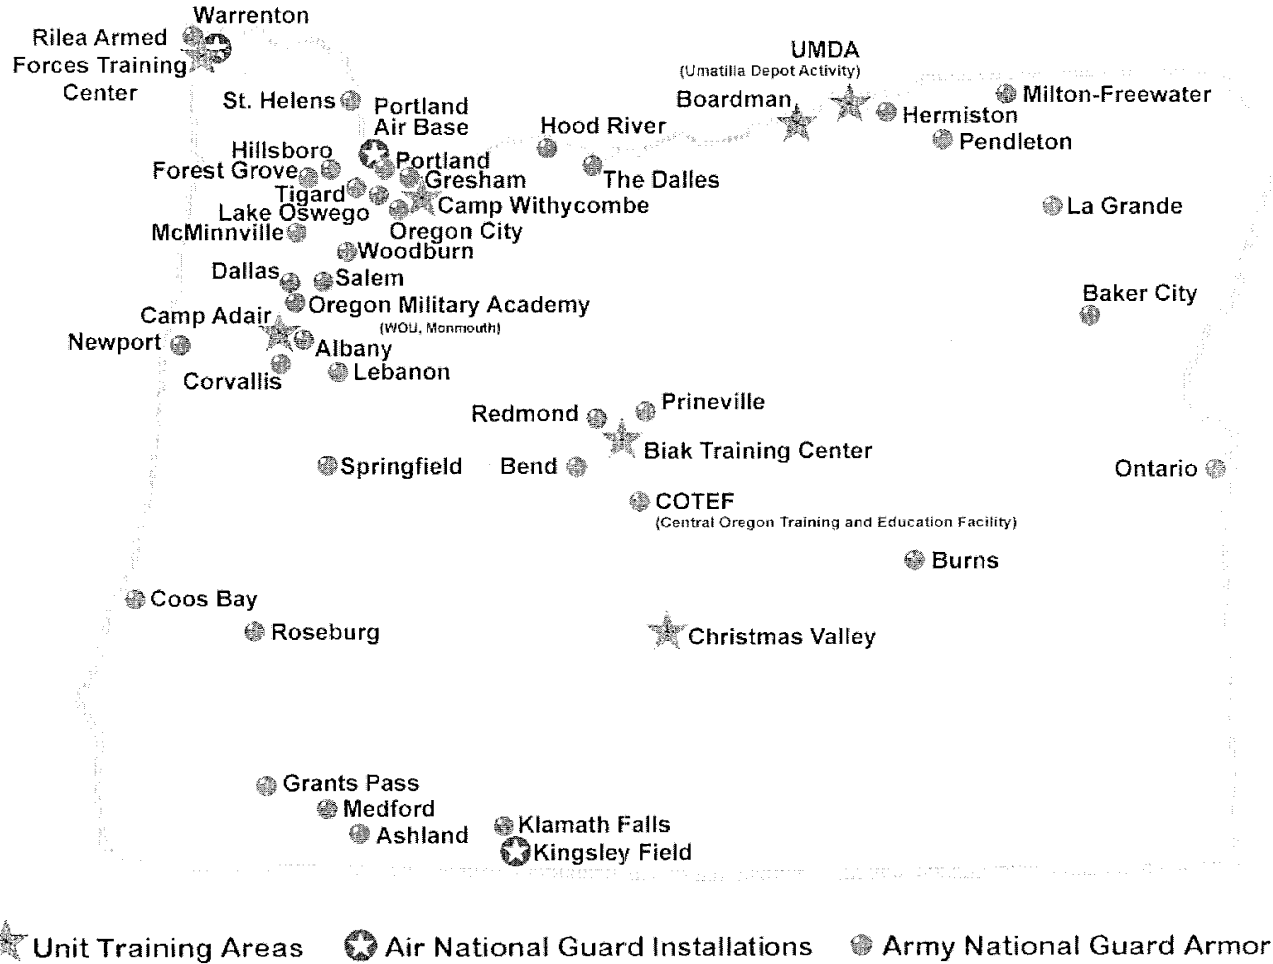 Warrenton
Rilea Armed
Forces Training
Center
UMDA
(Umatilla Depot Activity)
Boardman
Milton-Freewater
Hermiston
Pendleton
St. Helens
Portland
Air Base
Hood River
The Dalles
Hillsboro
Forest Grove
Portland
Gresham
Tigard
Lake Oswego
Camp Withycombe
La Grande
McMinnville
Oregon City
Woodburn
Dallas
Salem
Baker City
Oregon Military Academy
(WOU, Monmouth)
Camp Adair
Newport
Albany
Corvallis
Lebanon
Redmond
Prineville
Biak Training Center
Springfield
Bend
Ontario
COTEF
(Central Oregon Training and Education Facility)
Burns
Coos Bay
Roseburg
Christmas Valley
Grants Pass
Medford
Ashland
Klamath Falls
Kingsley Field
Unit Training Areas
Air National Guard Installations
Army National Guard Armor